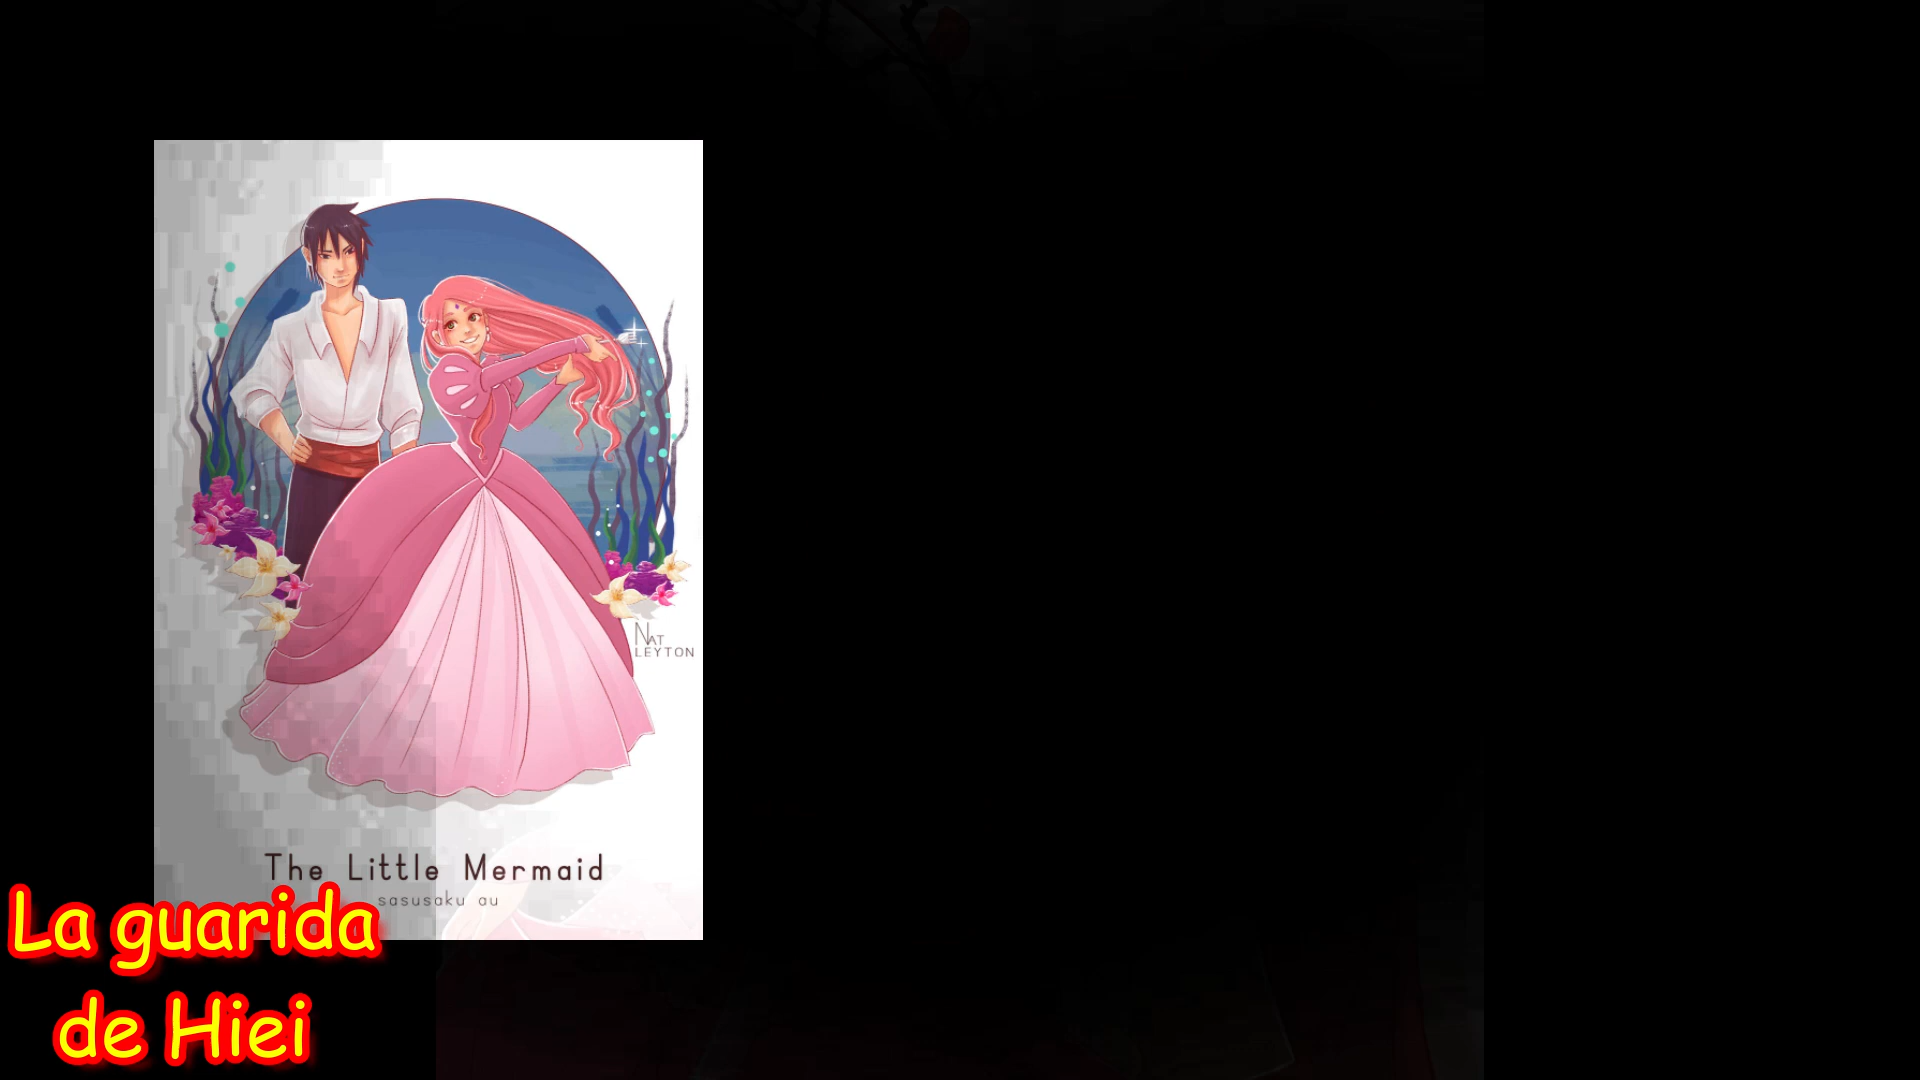 NAT
LEYTON
The Little Mermaid
sasusaku au
La guarida
de Hiei